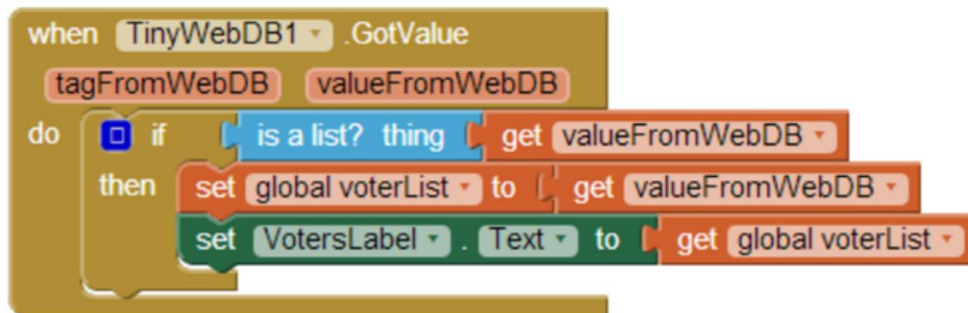 when TinyWebDB1 .GotValue
tagFromWebDB valueFromWebDB
do if is a list? thing get valueFromWebDB
then set global voterList to get valueFromWebDB
set VotersLabel . Text to get global voterList